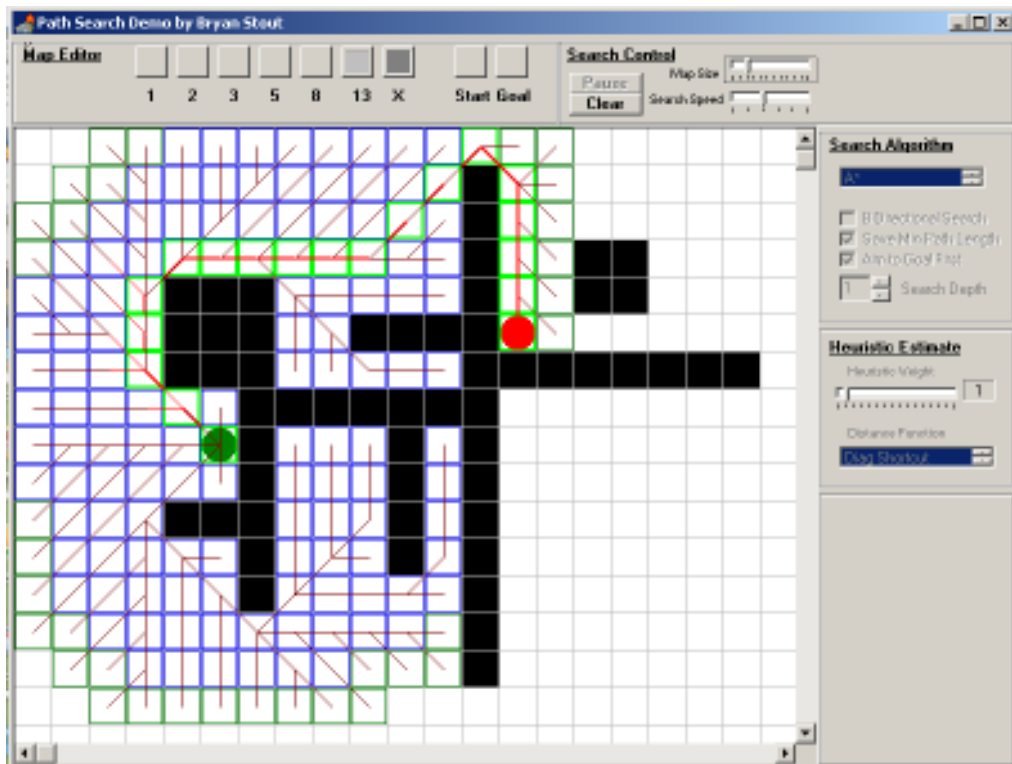 Path Search Demo by Bryan Stout
Map Editor
1 2 3 5 8 13 X Start Goal
Search Control
Pause
Clear
Map Size
Search Speed
Search Algorithm
A*
BiDirectional Search
Save Min Path Length
Aim to Goal First
1 Search Depth
Heuristic Estimate
Heuristic Weight
1
Distance Function
Diag Shortcut